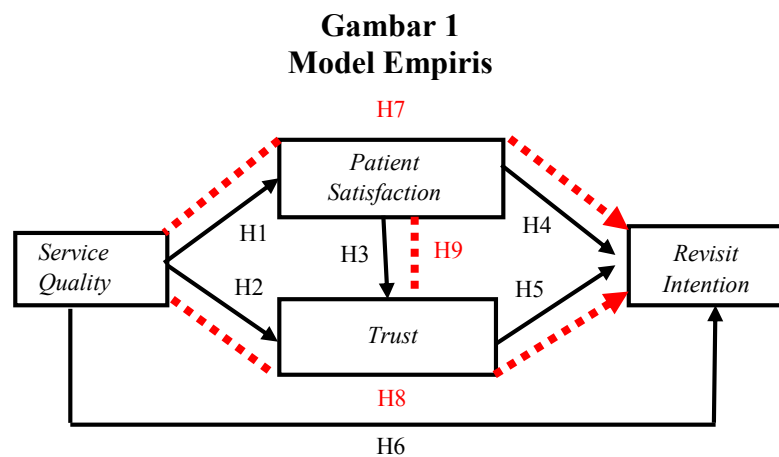 Gambar 1
Model Empiris
H7
Patient
Satisfaction
H1
H3
H9
H4
Service
Quality
Revisit
Intention
H2
H5
Trust
H8
H6